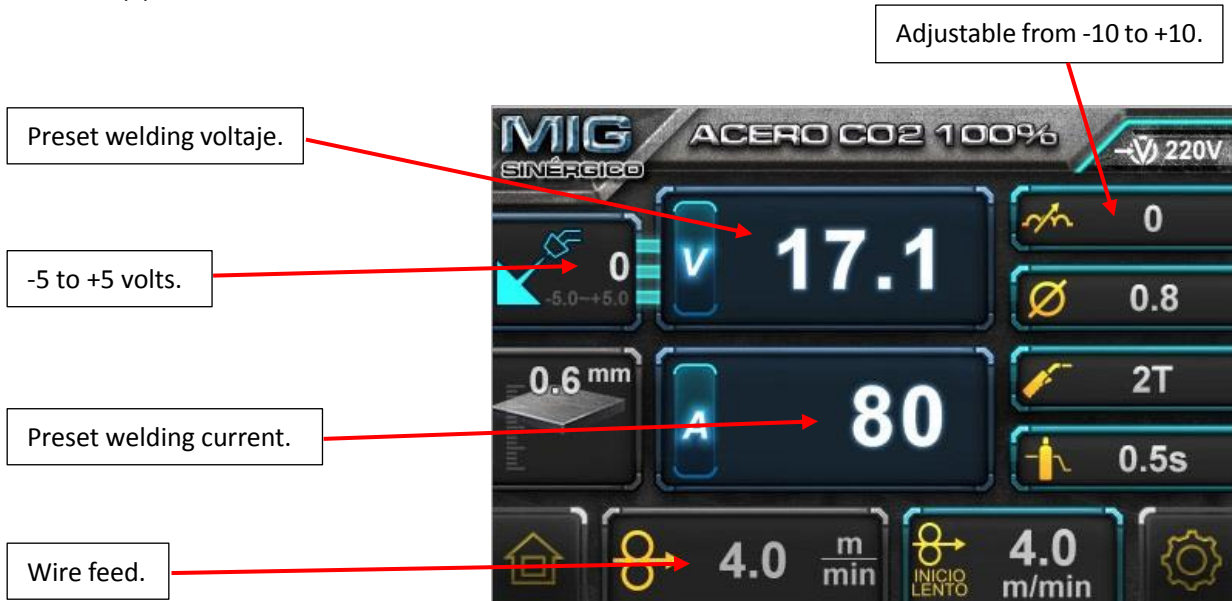 Adjustable from -10 to +10.
Preset welding voltaje.
-5 to +5 volts.
Preset welding current.
Wire feed.
MIG
SINÉRGICO
ACERO CO2 100%
220V
0
-5.0~+5.0
V
17.1
0
0.8
0.6 mm
A
80
2T
0.5s
4.0 m/min
INICIO
LENTO
4.0
m/min